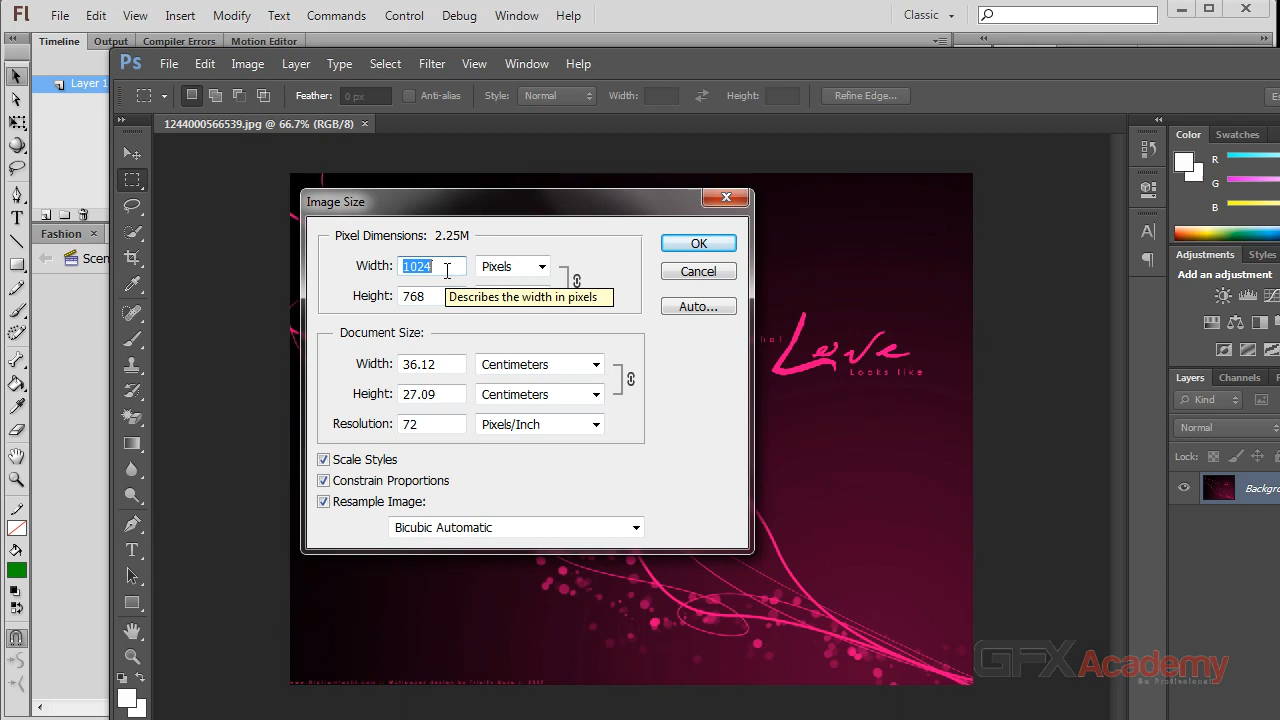 Fl File Edit View Insert Modify Text Commands Control Debug Window Help Classic
Timeline Output Compiler Errors Motion Editor
Layer 1
Ps File Edit Image Layer Type Select Filter View Window Help
Feather: 0 px Anti-alias Style: Normal Width: Height: Refine Edge...
1244000566539.jpg @ 66.7% (RGB/8) ×
Color Swatches
R
G
B
Fashion ×
Scen
Image Size
Pixel Dimensions: 2.25M
Width: 1024 Pixels
Height: 768
Describes the width in pixels
OK
Cancel
Auto...
Document Size:
Width: 36.12 Centimeters
Height: 27.09 Centimeters
Resolution: 72 Pixels/Inch
Scale Styles
Constrain Proportions
Resample Image:
Bicubic Automatic
Love
Looks like
Adjustments Styles
Add an adjustment
Layers Channels
Kind
Normal
Lock:
Backgro
GFX Academy
Be Professional